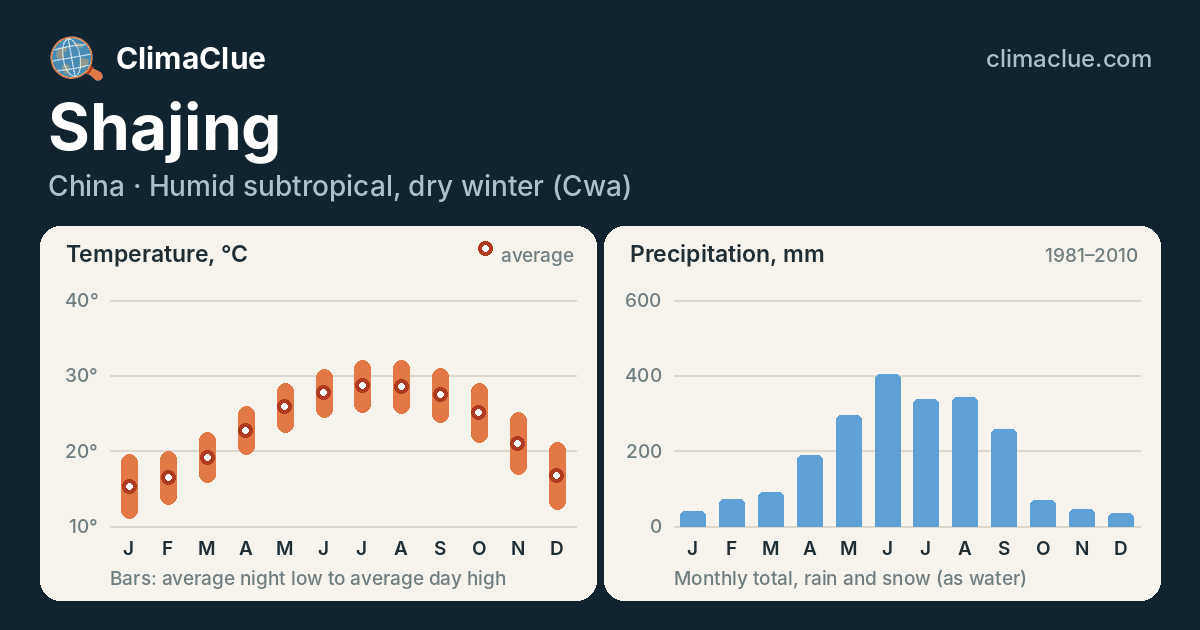 ClimaClue
climaclue.com
Shajing
China · Humid subtropical, dry winter (Cwa)
Temperature, °C
average
40°
30°
20°
10°
J F M A M J J A S O N D
Bars: average night low to average day high
Precipitation, mm
1981–2010
600
400
200
0
J F M A M J J A S O N D
Monthly total, rain and snow (as water)